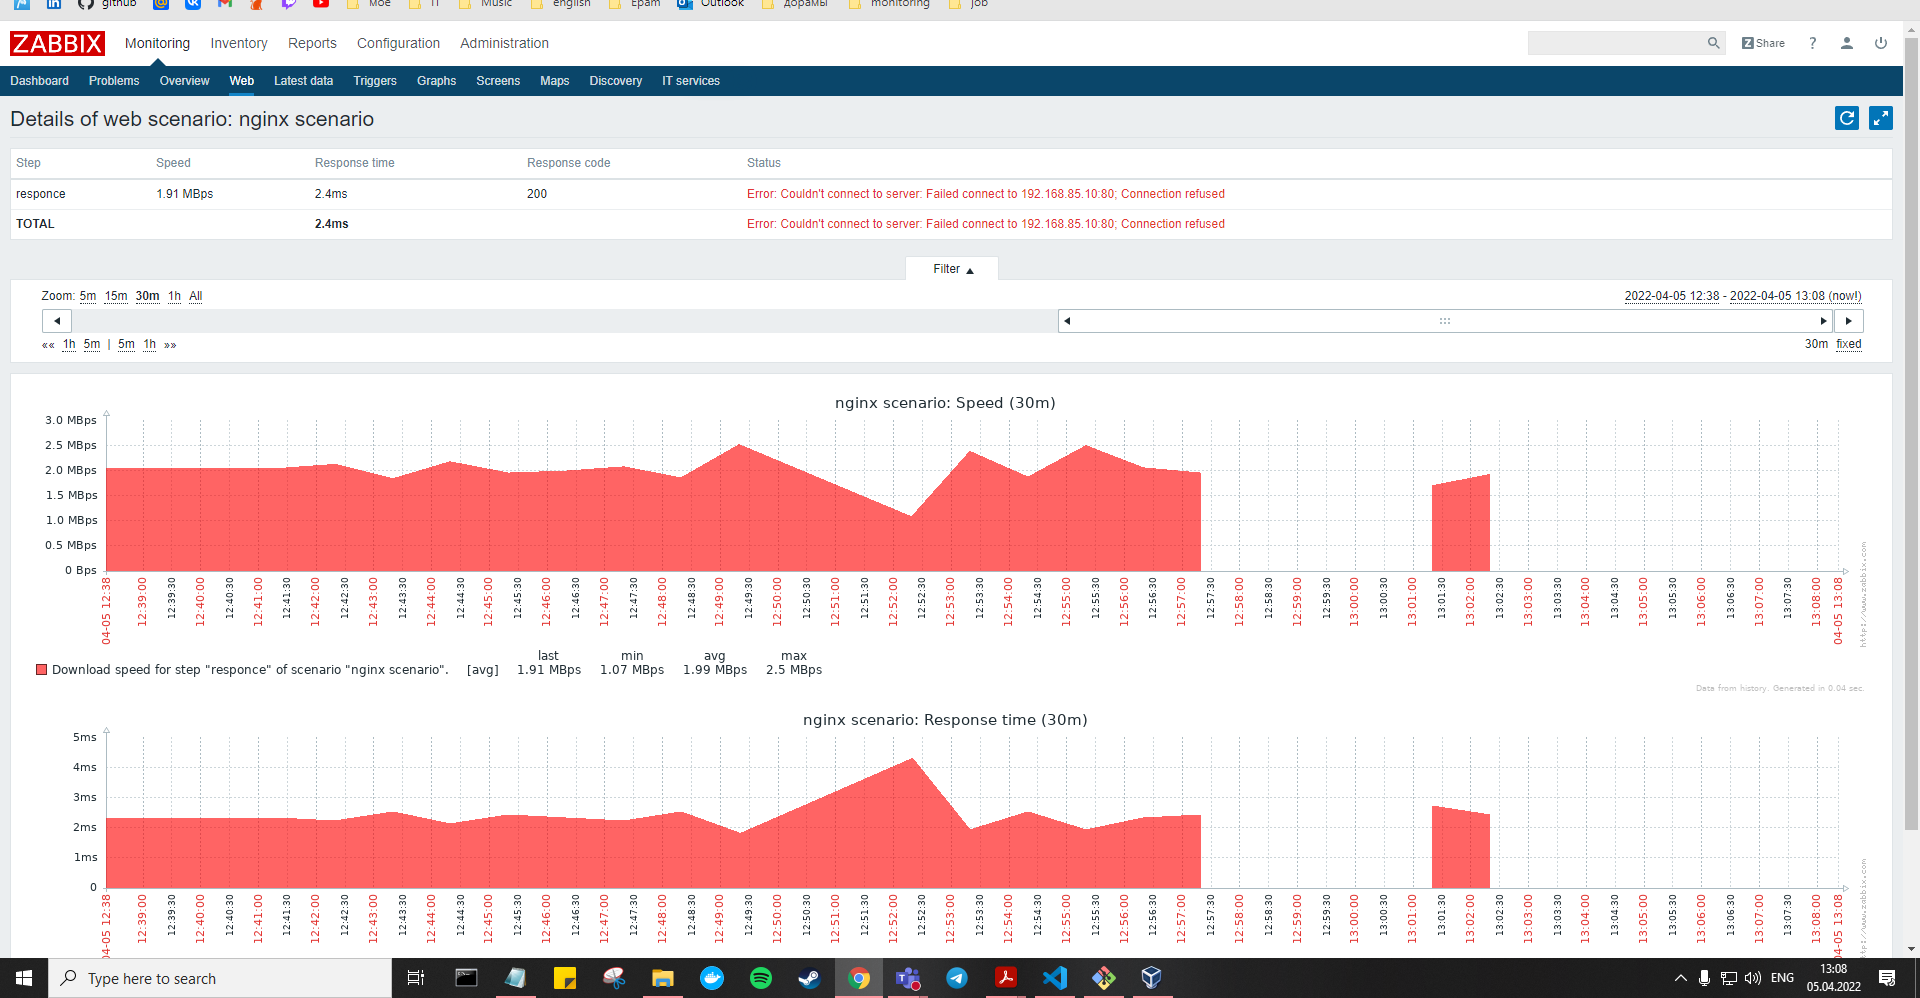 github мое IT Music english Epam Outlook дорамы monitoring job
ZABBIX Monitoring Inventory Reports Configuration Administration Z Share ?
Dashboard Problems Overview Web Latest data Triggers Graphs Screens Maps Discovery IT services
Details of web scenario: nginx scenario
Step Speed Response time Response code Status
responce 1.91 MBps 2.4ms 200 Error: Couldn't connect to server: Failed connect to 192.168.85.10:80; Connection refused
TOTAL 2.4ms Error: Couldn't connect to server: Failed connect to 192.168.85.10:80; Connection refused
Filter ▲
Zoom: 5m 15m 30m 1h All 2022-04-05 12:38 - 2022-04-05 13:08 (now!)
«« 1h 5m | 5m 1h »» 30m fixed
nginx scenario: Speed (30m)
3.0 MBps
2.5 MBps
2.0 MBps
1.5 MBps
1.0 MBps
0.5 MBps
0 Bps
04-05 12:38 12:39:00 12:39:30 12:40:00 12:40:30 12:41:00 12:41:30 12:42:00 12:42:30 12:43:00 12:43:30 12:44:00 12:44:30 12:45:00 12:45:30 12:46:00 12:46:30 12:47:00 12:47:30 12:48:00 12:48:30 12:49:00 12:49:30 12:50:00 12:50:30 12:51:00 12:51:30 12:52:00 12:52:30 12:53:00 12:53:30 12:54:00 12:54:30 12:55:00 12:55:30 12:56:00 12:56:30 12:57:00 12:57:30 12:58:00 12:58:30 12:59:00 12:59:30 13:00:00 13:00:30 13:01:00 13:01:30 13:02:00 13:02:30 13:03:00 13:03:30 13:04:00 13:04:30 13:05:00 13:05:30 13:06:00 13:06:30 13:07:00 13:07:30 13:08:00 04-05 13:08
http://www.zabbix.com
last min avg max
Download speed for step "responce" of scenario "nginx scenario". [avg] 1.91 MBps 1.07 MBps 1.99 MBps 2.5 MBps
Data from history. Generated in 0.04 sec.
nginx scenario: Response time (30m)
5ms
4ms
3ms
2ms
1ms
0
04-05 12:38 12:39:00 12:39:30 12:40:00 12:40:30 12:41:00 12:41:30 12:42:00 12:42:30 12:43:00 12:43:30 12:44:00 12:44:30 12:45:00 12:45:30 12:46:00 12:46:30 12:47:00 12:47:30 12:48:00 12:48:30 12:49:00 12:49:30 12:50:00 12:50:30 12:51:00 12:51:30 12:52:00 12:52:30 12:53:00 12:53:30 12:54:00 12:54:30 12:55:00 12:55:30 12:56:00 12:56:30 12:57:00 12:57:30 12:58:00 12:58:30 12:59:00 12:59:30 13:00:00 13:00:30 13:01:00 13:01:30 13:02:00 13:02:30 13:03:00 13:03:30 13:04:00 13:04:30 13:05:00 13:05:30 13:06:00 13:06:30 13:07:00 13:07:30 13:08:00 04-05 13:08
http://www.zabbix.com
Type here to search ENG 13:08
05.04.2022